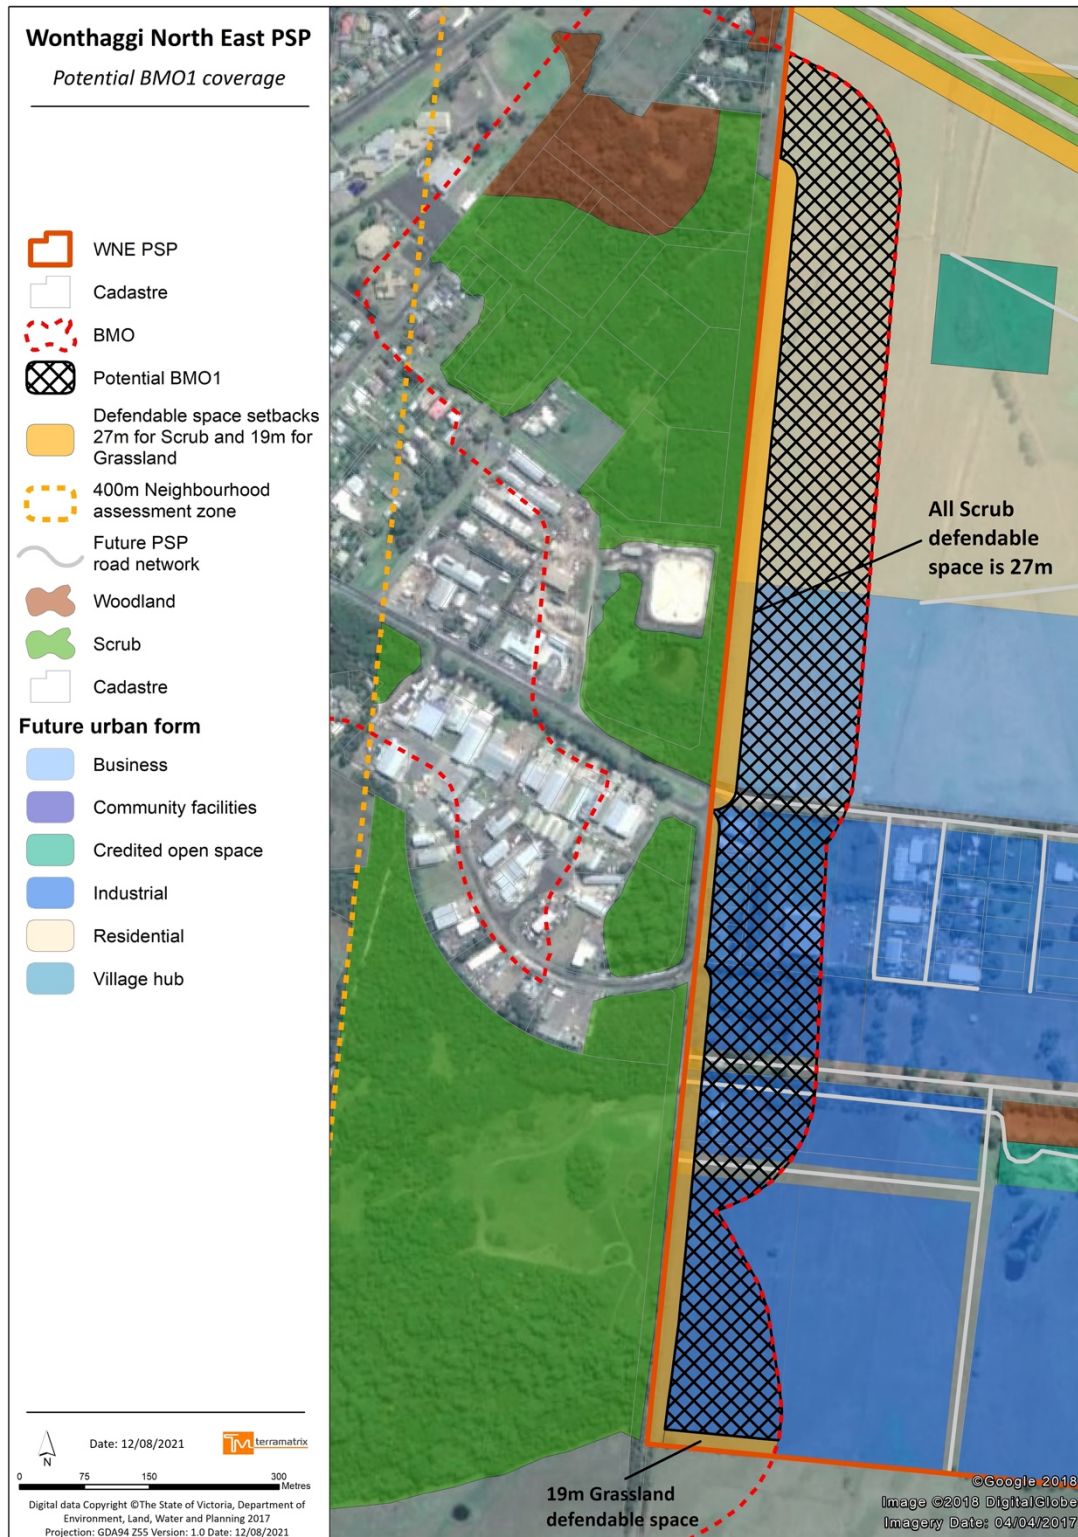 Wonthaggi North East PSP
Potential BMO1 coverage
WNE PSP
Cadastre
BMO
Potential BMO1
Defendable space setbacks
27m for Scrub and 19m for
Grassland
400m Neighbourhood
assessment zone
Future PSP
road network
Woodland
Scrub
Cadastre
Future urban form
Business
Community facilities
Credited open space
Industrial
Residential
Village hub
N
Date: 12/08/2021
TM terramatrix
0 75 150 300
Metres
Digital data Copyright ©The State of Victoria, Department of
Environment, Land, Water and Planning 2017
Projection: GDA94 Z55 Version: 1.0 Date: 12/08/2021
All Scrub
defendable
space is 27m
19m Grassland
defendable space
©Google 2018
Image ©2018 DigitalGlobe
Imagery Date: 04/04/2017